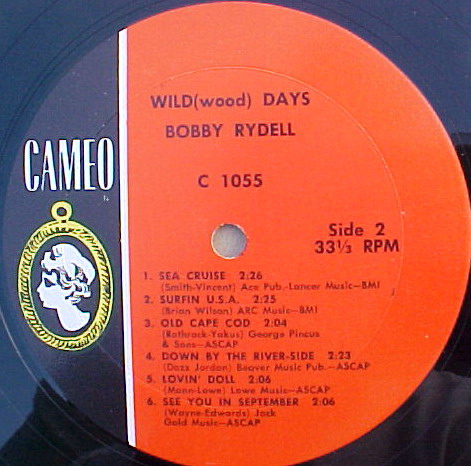 WILD(wood) DAYS
BOBBY RYDELL
CAMEO
C 1055
Side 2
33⅓ RPM
1. SEA CRUISE 2:26
(Smith-Vincent) Ace Pub.-Lancer Music—BMI
2. SURFIN U.S.A. 2:25
(Brian Wilson) ARC Music—BMI
3. OLD CAPE COD 2:04
(Rothrock-Yakus) George Pincus
& Sons—ASCAP
4. DOWN BY THE RIVER-SIDE 2:23
(Dazz Jordan) Beaver Music Pub.—ASCAP
5. LOVIN' DOLL 2:06
(Mann-Lowe) Lowe Music—ASCAP
6. SEE YOU IN SEPTEMBER 2:06
(Wayne-Edwards) Jack
Gold Music—ASCAP